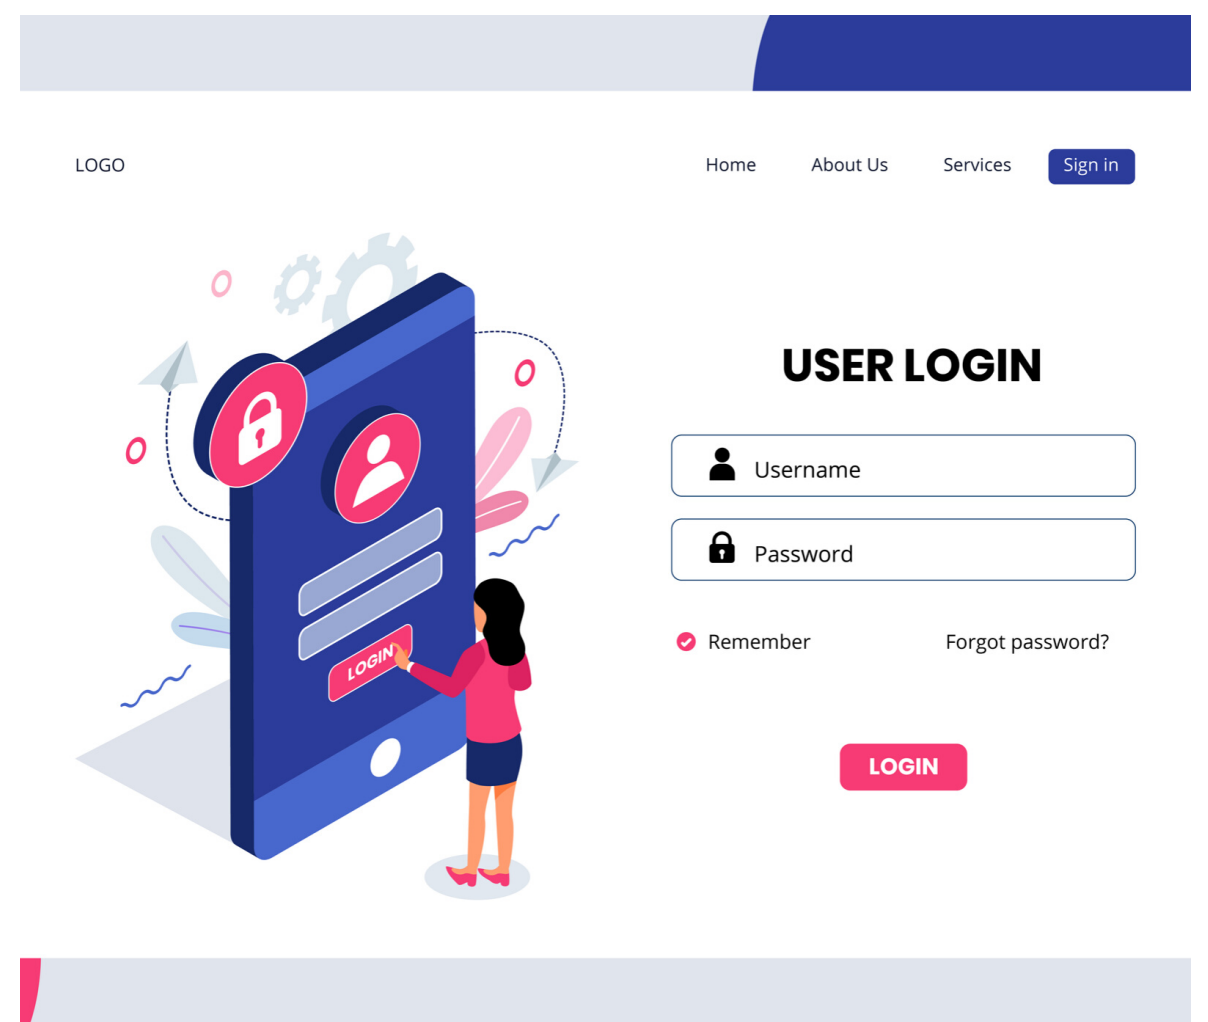 LOGO
Home About Us Services Sign in
USER LOGIN
Username
Password
Remember Forgot password?
LOGIN
LOGIN